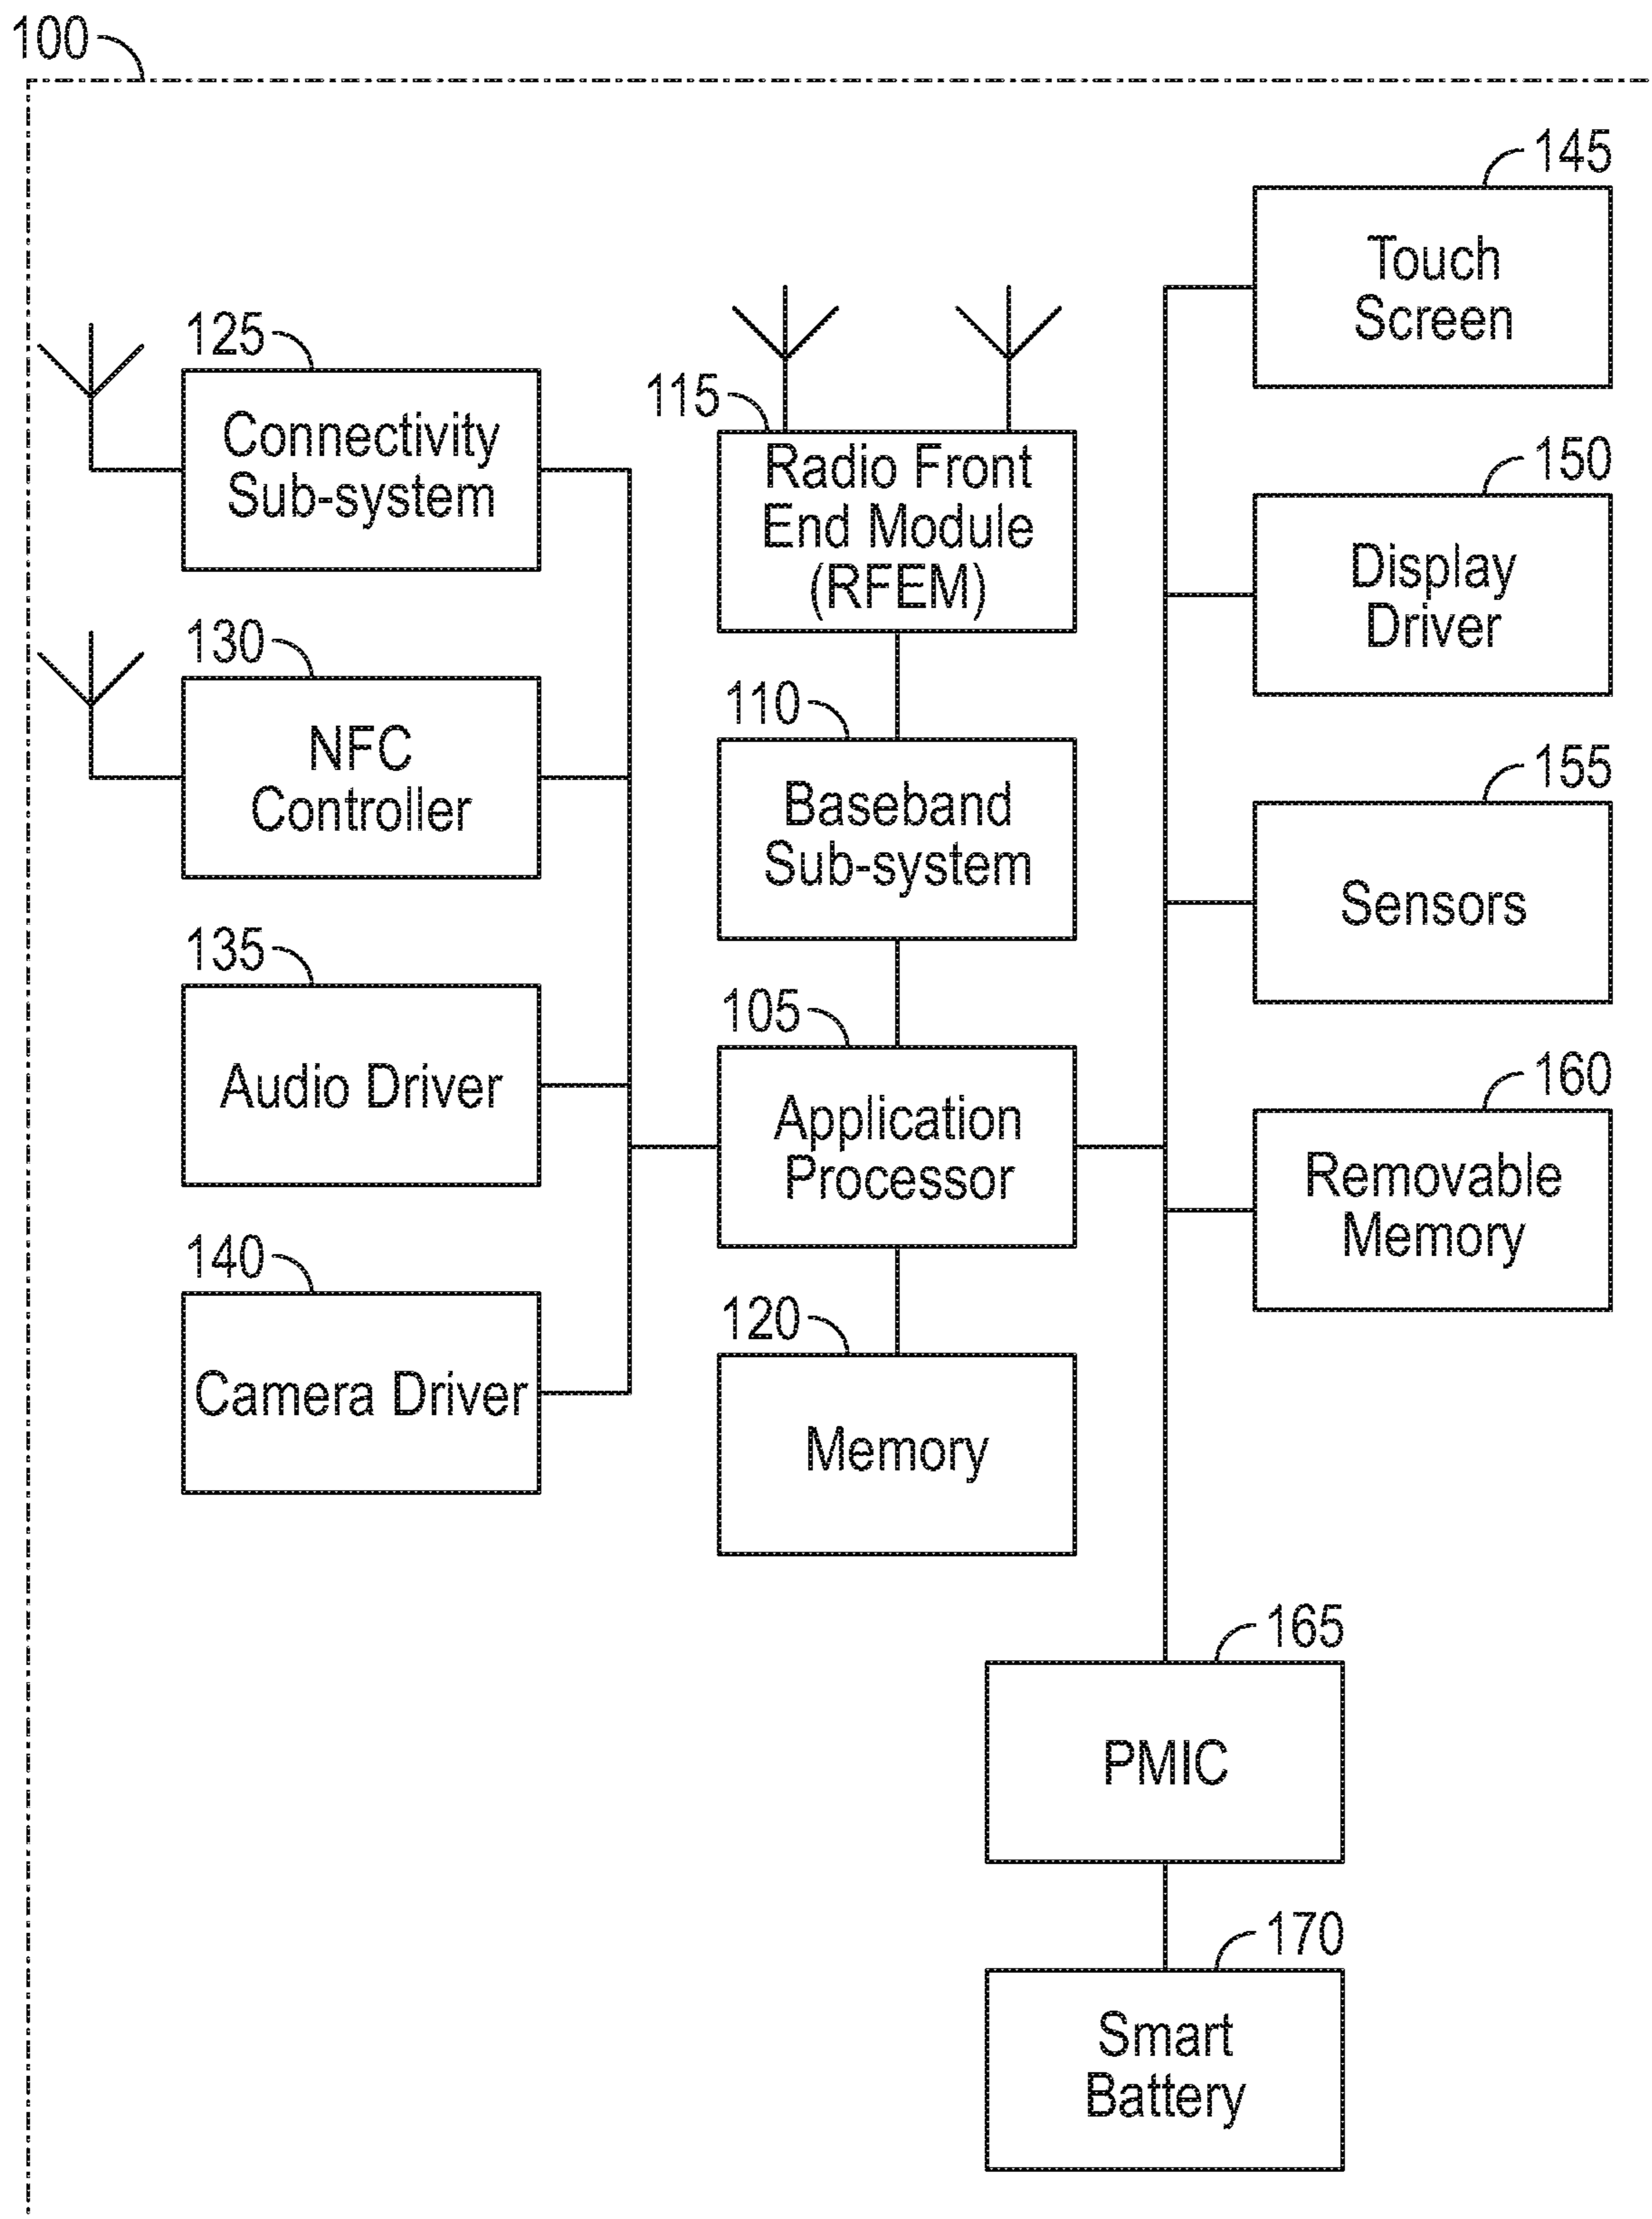 100
145
Touch
Screen
125
Connectivity
Sub-system
115
Radio Front
End Module
(RFEM)
150
Display
Driver
130
NFC
Controller
110
Baseband
Sub-system
155
Sensors
135
Audio Driver
105
Application
Processor
160
Removable
Memory
140
Camera Driver
120
Memory
165
PMIC
170
Smart
Battery